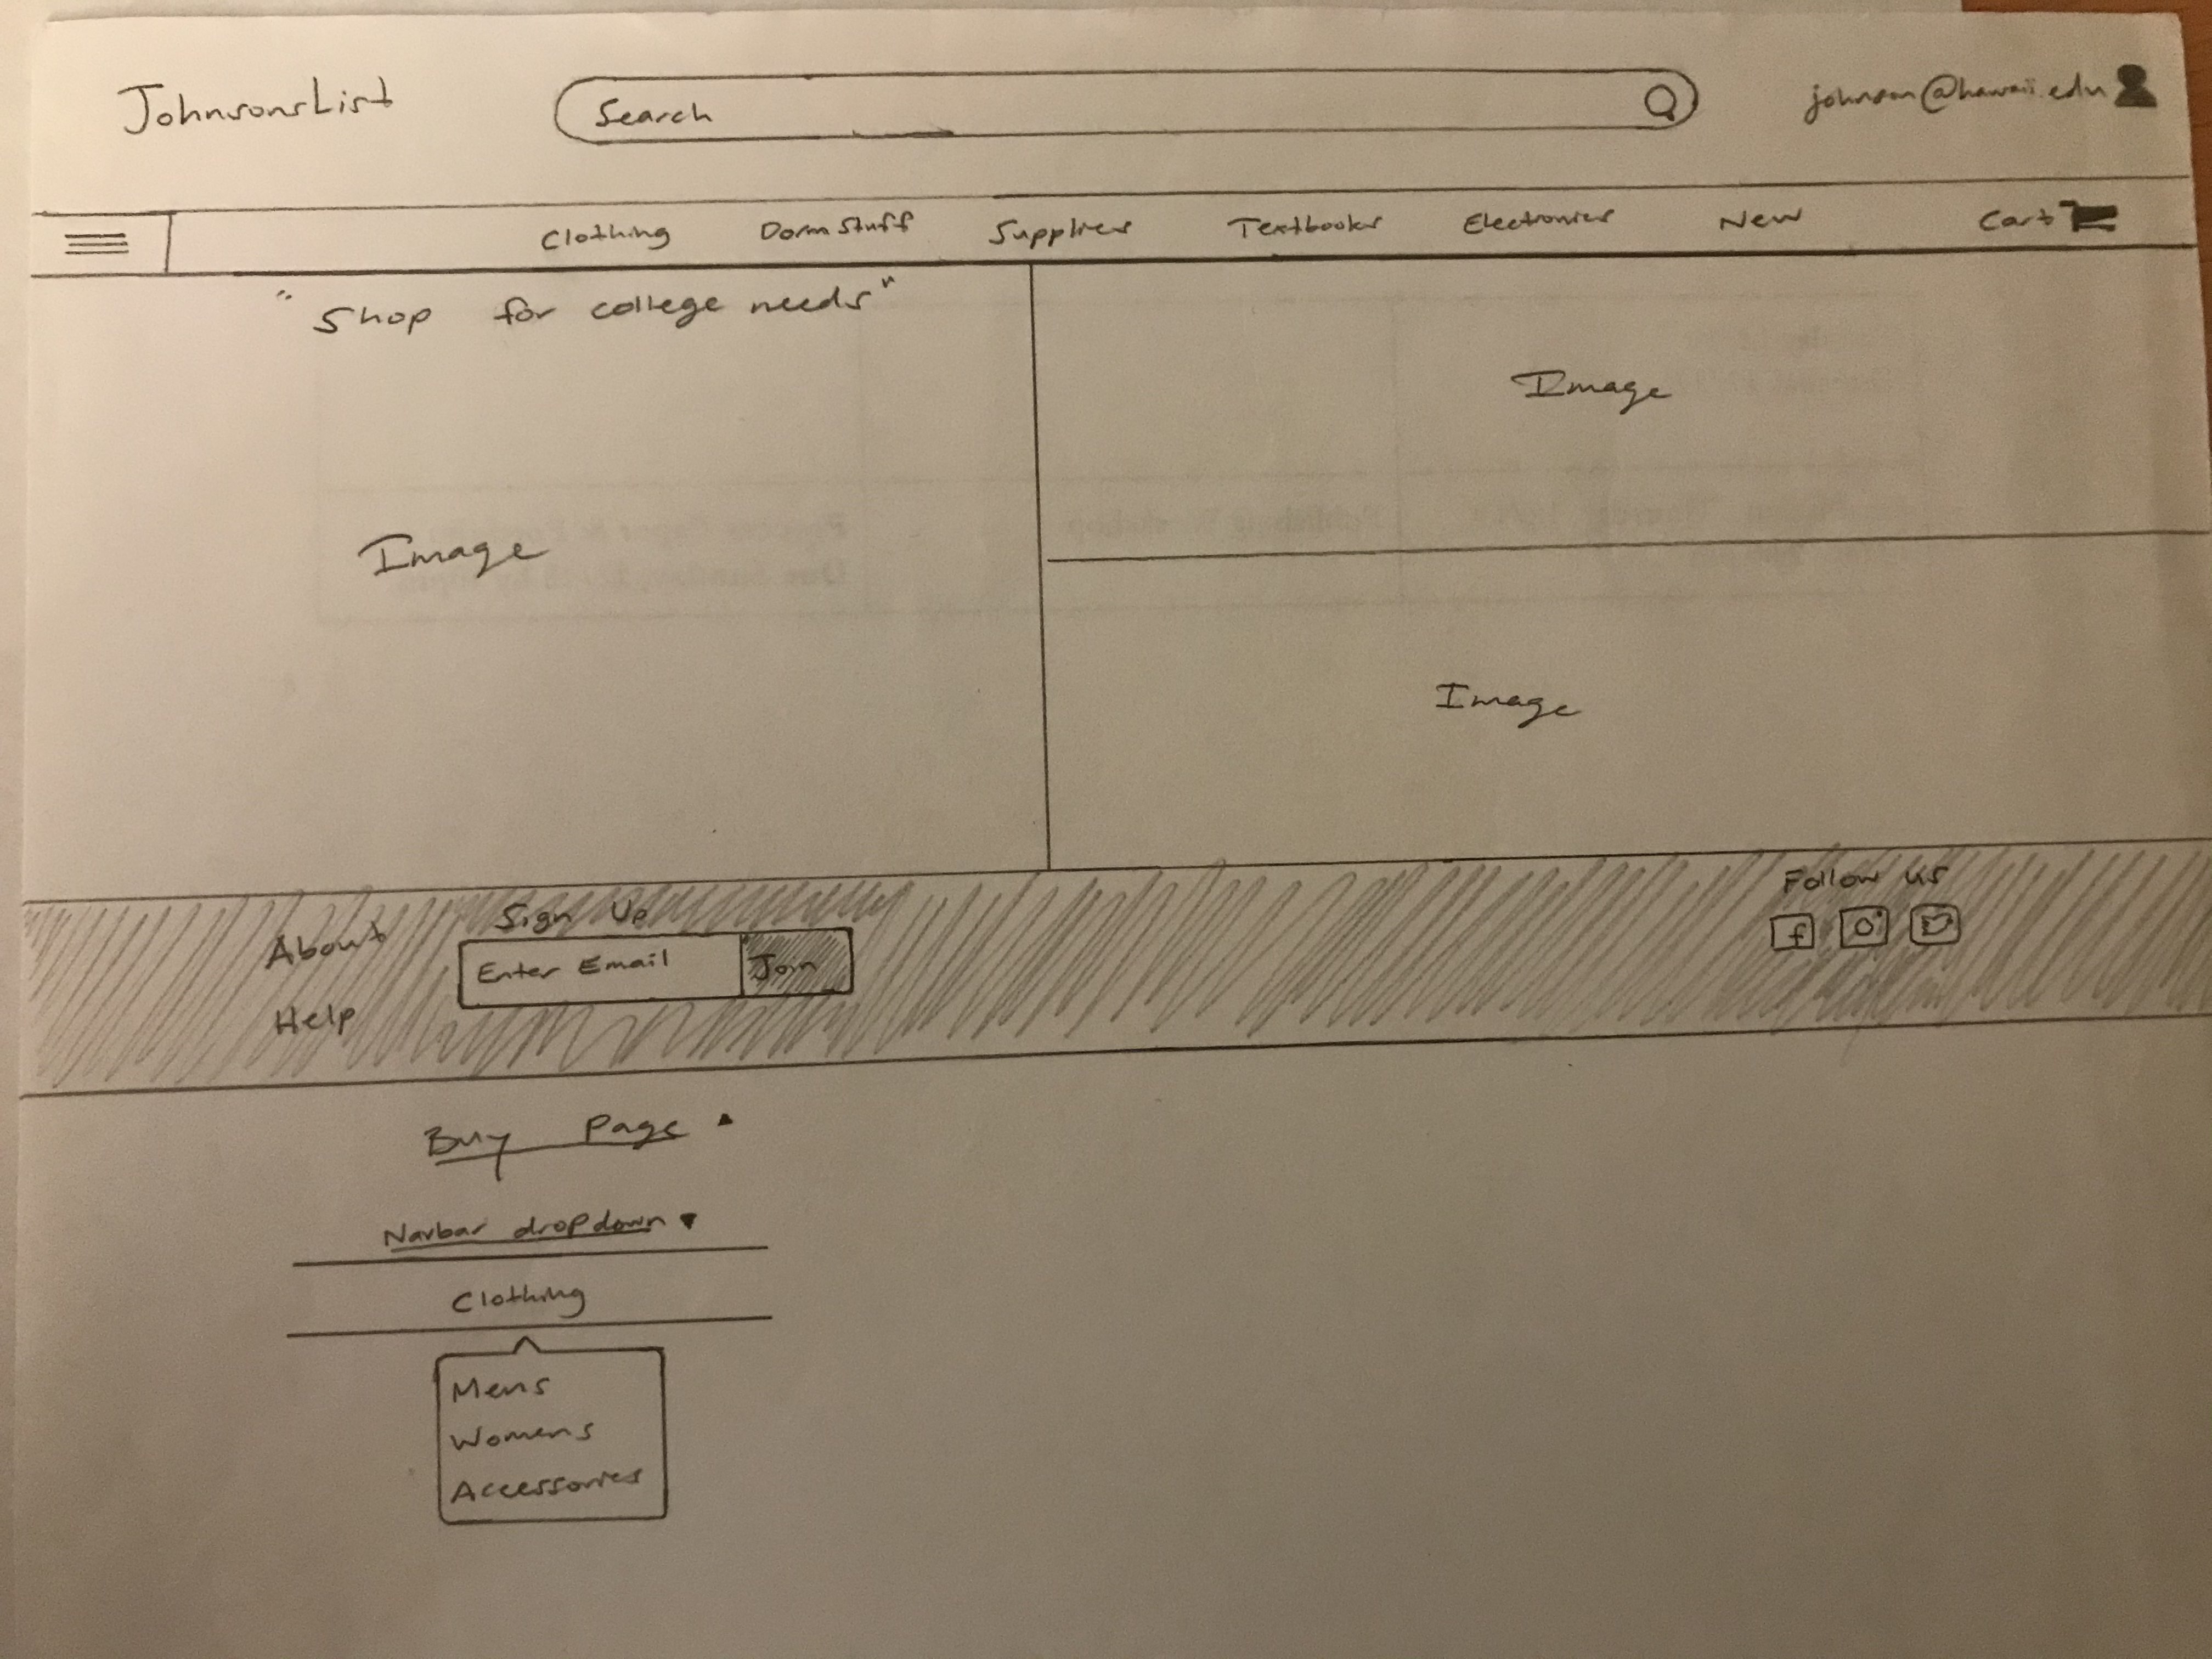 JohnsonsList
Search
johnson@hawaii.edu
Clothing Dorm Stuff Supplies Textbooks Electronics New Cart
"Shop for college needs"
Image
Image
Image
About
Help
Sign Up
Enter Email Join
Follow us
Buy Page
Navbar dropdown
Clothing
Mens
Womens
Accessories